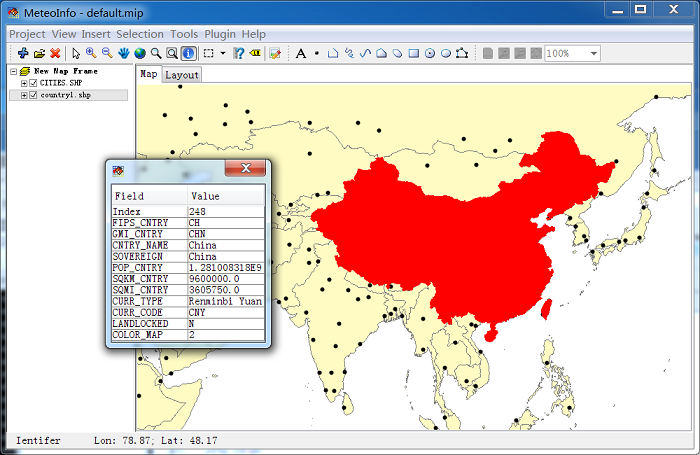 MeteoInfo - default.mip
Project View Insert Selection Tools Plugin Help
A 100%
New Map Frame
CITIES.SHP
country1.shp
Map Layout
Field Value
Index 248
FIPS_CNTRY CH
GMI_CNTRY CHN
CNTRY_NAME China
SOVEREIGN China
POP_CNTRY 1.281008318E9
SQKM_CNTRY 9600000.0
SQMI_CNTRY 3605750.0
CURR_TYPE Renminbi Yuan
CURR_CODE CNY
LANDLOCKED N
COLOR_MAP 2
Identifer Lon: 78.87; Lat: 48.17